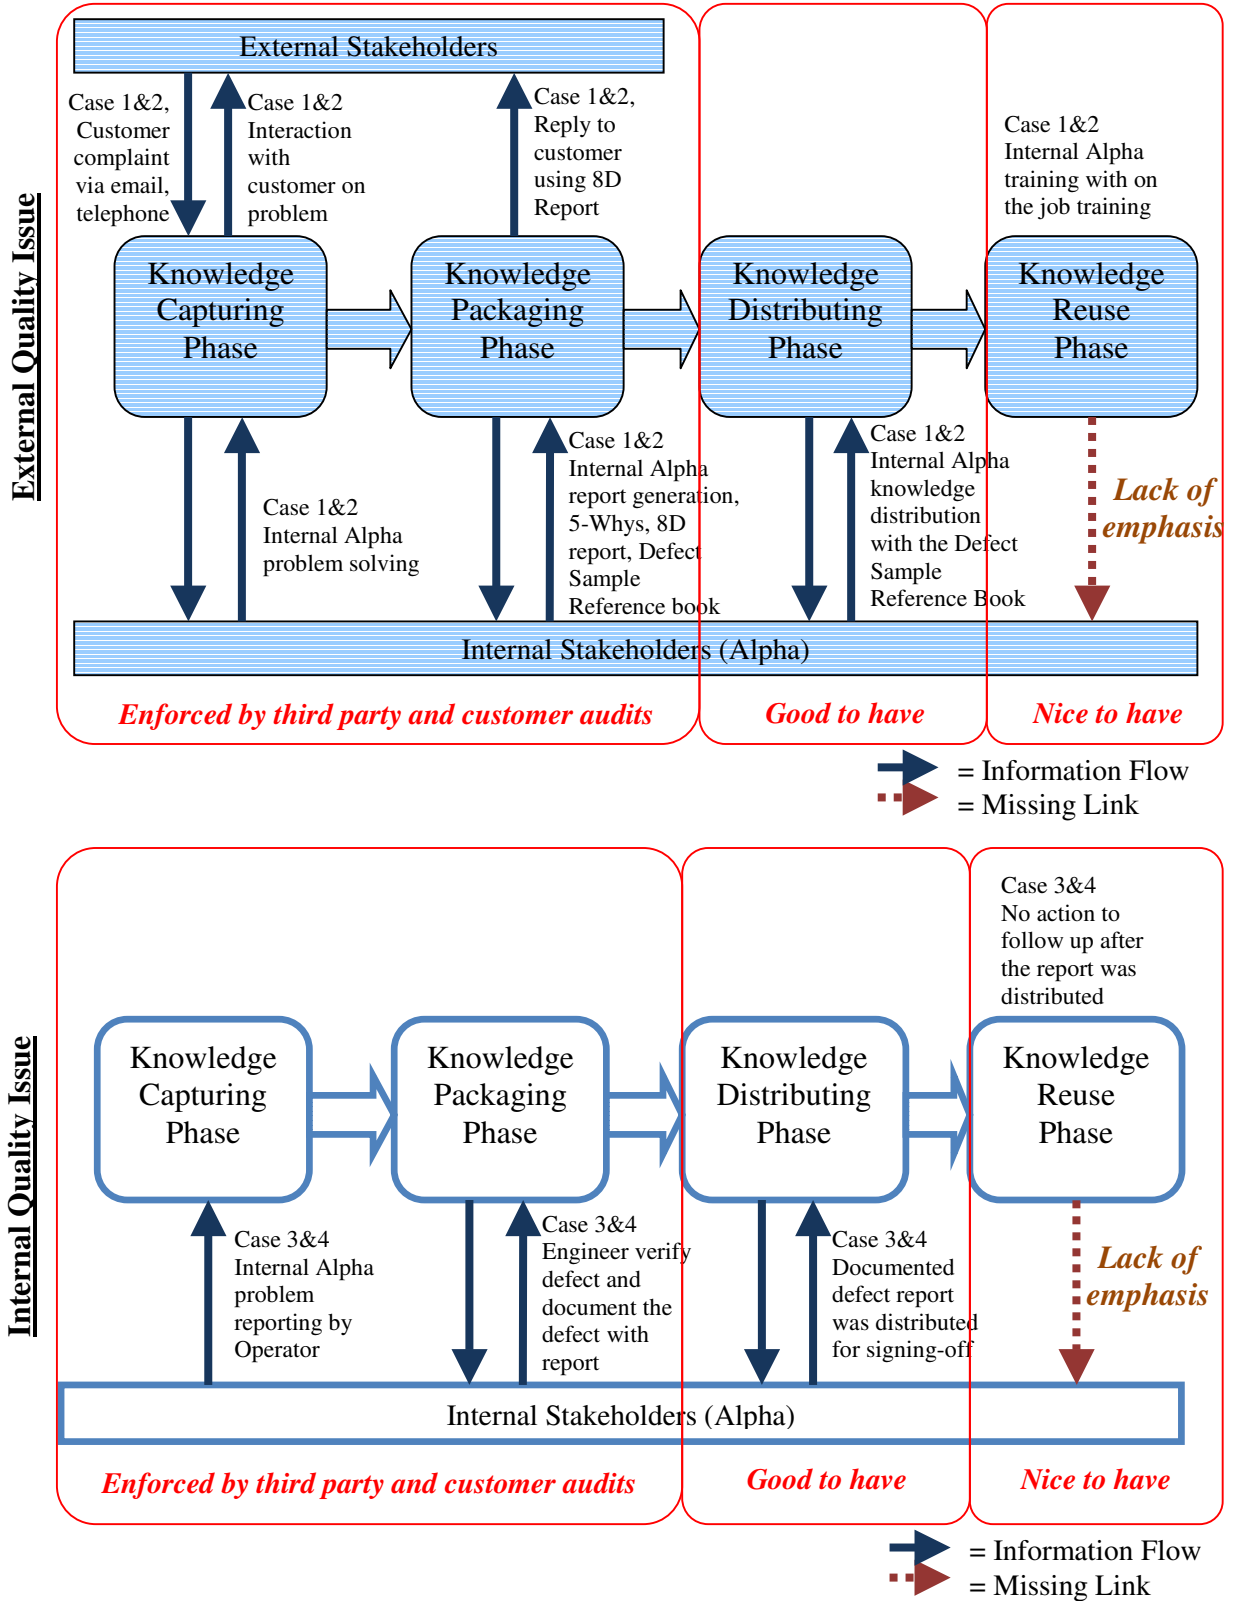 External Quality Issue
External Stakeholders
Case 1&2,
Customer
complaint
via email,
telephone
Case 1&2
Interaction
with
customer on
problem
Case 1&2,
Reply to
customer
using 8D
Report
Case 1&2
Internal Alpha
training with on
the job training
Knowledge
Capturing
Phase
Knowledge
Packaging
Phase
Knowledge
Distributing
Phase
Knowledge
Reuse
Phase
Case 1&2
Internal Alpha
problem solving
Case 1&2
Internal Alpha
report generation,
5-Whys, 8D
report, Defect
Sample
Reference book
Case 1&2
Internal Alpha
knowledge
distribution
with the Defect
Sample
Reference Book
Lack of
emphasis
Internal Stakeholders (Alpha)
Enforced by third party and customer audits
Good to have
Nice to have
= Information Flow
= Missing Link
Internal Quality Issue
Case 3&4
No action to
follow up after
the report was
distributed
Knowledge
Capturing
Phase
Knowledge
Packaging
Phase
Knowledge
Distributing
Phase
Knowledge
Reuse
Phase
Case 3&4
Internal Alpha
problem
reporting by
Operator
Case 3&4
Engineer verify
defect and
document the
defect with
report
Case 3&4
Documented
defect report
was distributed
for signing-off
Lack of
emphasis
Internal Stakeholders (Alpha)
Enforced by third party and customer audits
Good to have
Nice to have
= Information Flow
= Missing Link